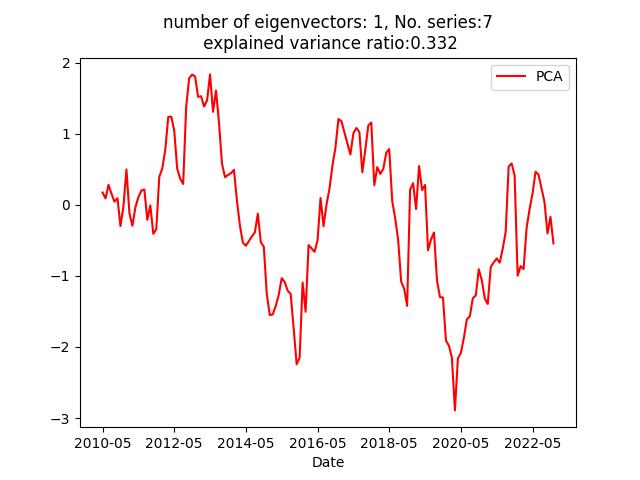 number of eigenvectors: 1, No. series:7
explained variance ratio:0.332
PCA
2
1
0
−1
−2
−3
2010-05 2012-05 2014-05 2016-05 2018-05 2020-05 2022-05
Date